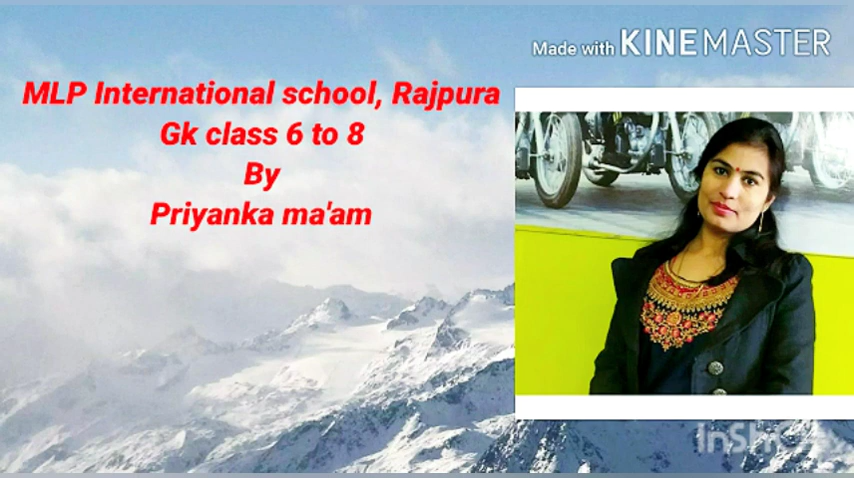 Made with KINEMASTER
MLP International school, Rajpura
Gk class 6 to 8
By
Priyanka ma'am